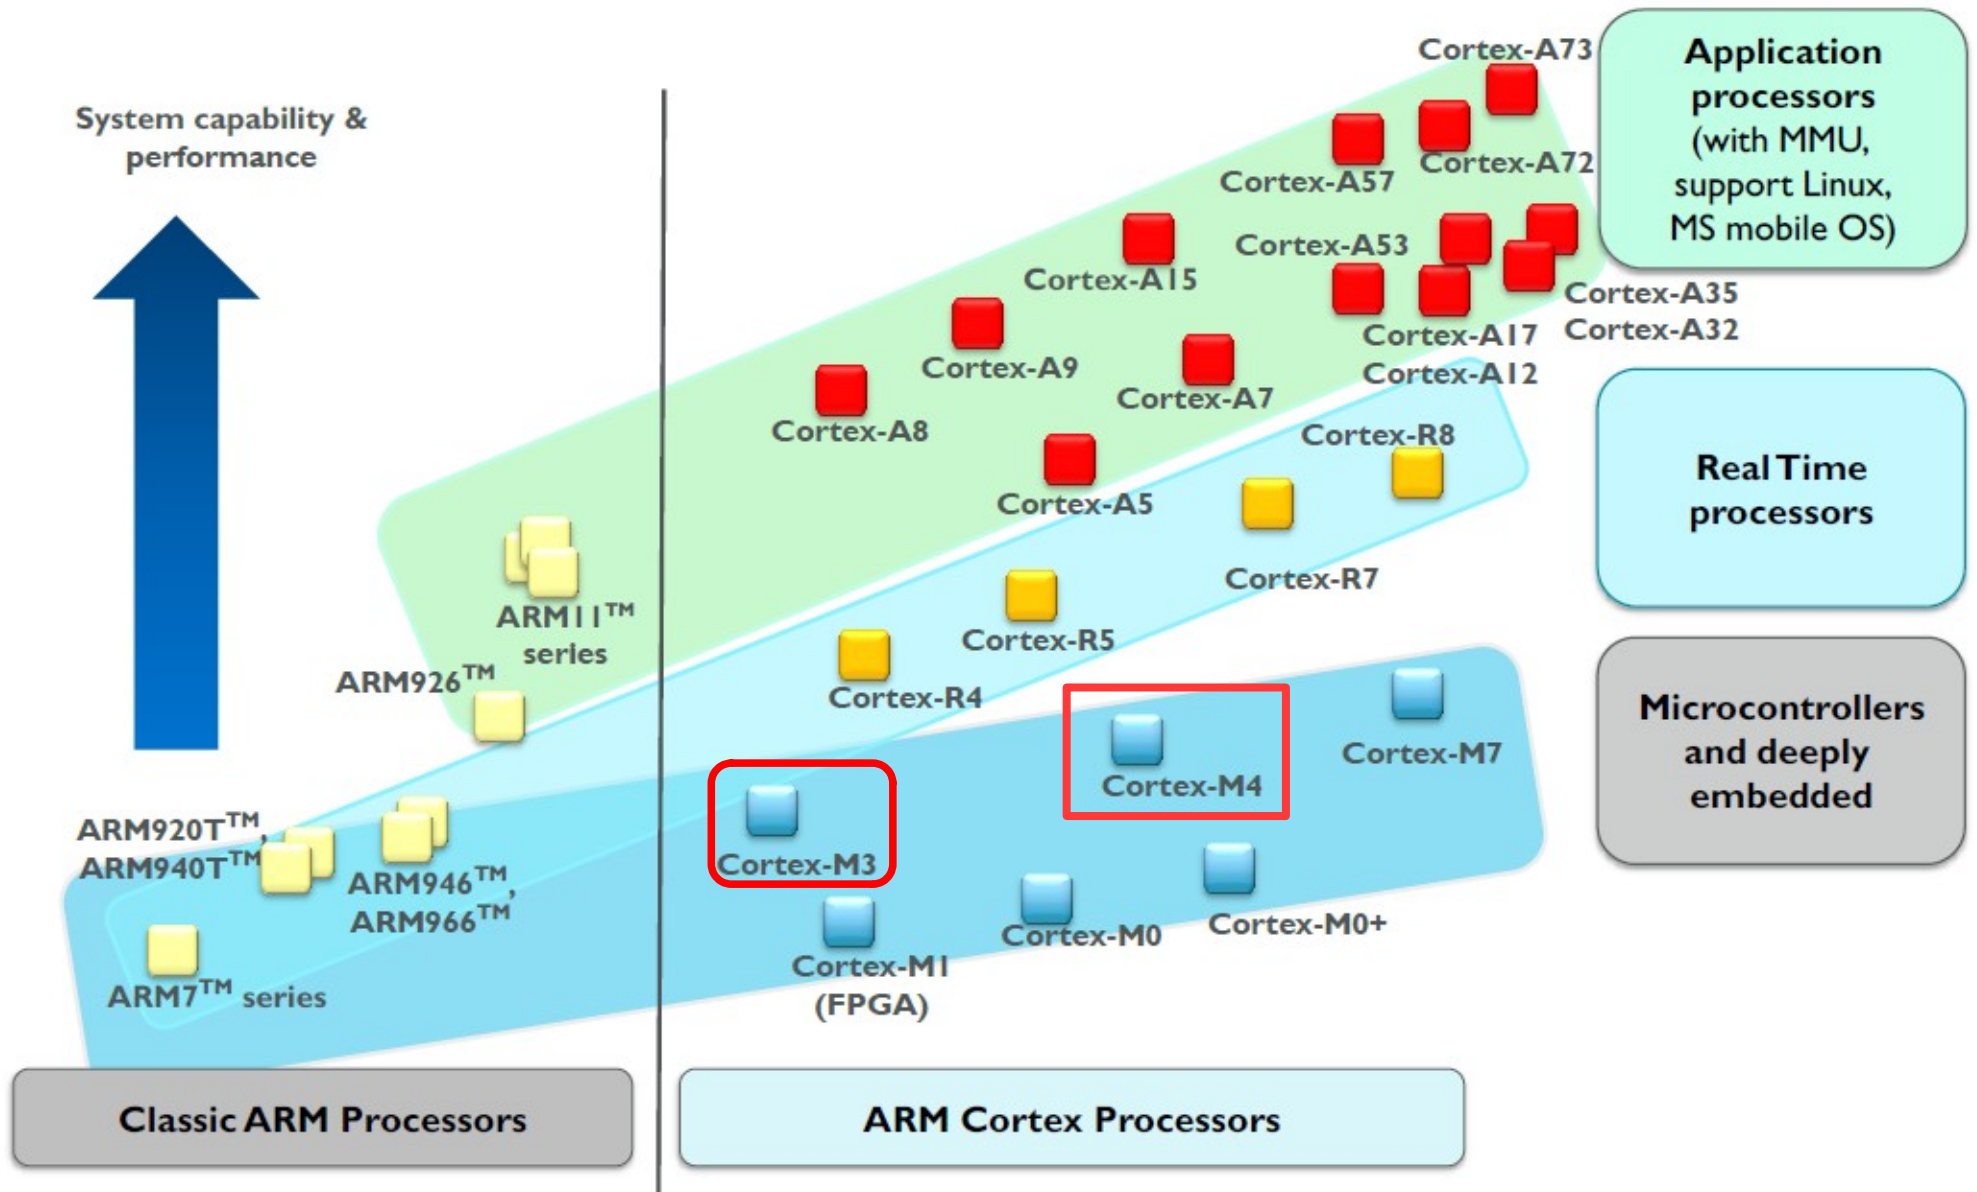 System capability &
performance
Cortex-A73
Cortex-A72
Cortex-A57
Cortex-A53
Cortex-A15
Cortex-A35
Cortex-A32
Cortex-A17
Cortex-A12
Cortex-A9
Cortex-A7
Cortex-A8
Cortex-A5
Cortex-R8
Cortex-R7
Cortex-R5
Cortex-R4
ARM11™
series
ARM926™
ARM920T™,
ARM940T™
ARM946™,
ARM966™
ARM7™ series
Cortex-M7
Cortex-M4
Cortex-M3
Cortex-M0+
Cortex-M0
Cortex-M1
(FPGA)
Application
processors
(with MMU,
support Linux,
MS mobile OS)
Real Time
processors
Microcontrollers
and deeply
embedded
Classic ARM Processors
ARM Cortex Processors